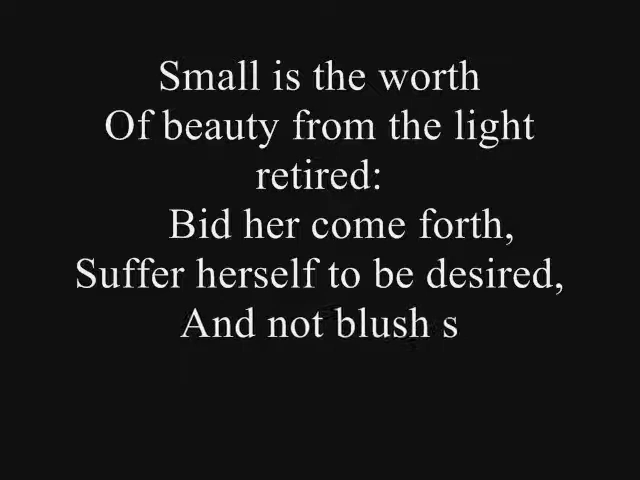 Small is the worth
Of beauty from the light
retired:
Bid her come forth,
Suffer herself to be desired,
And not blush s